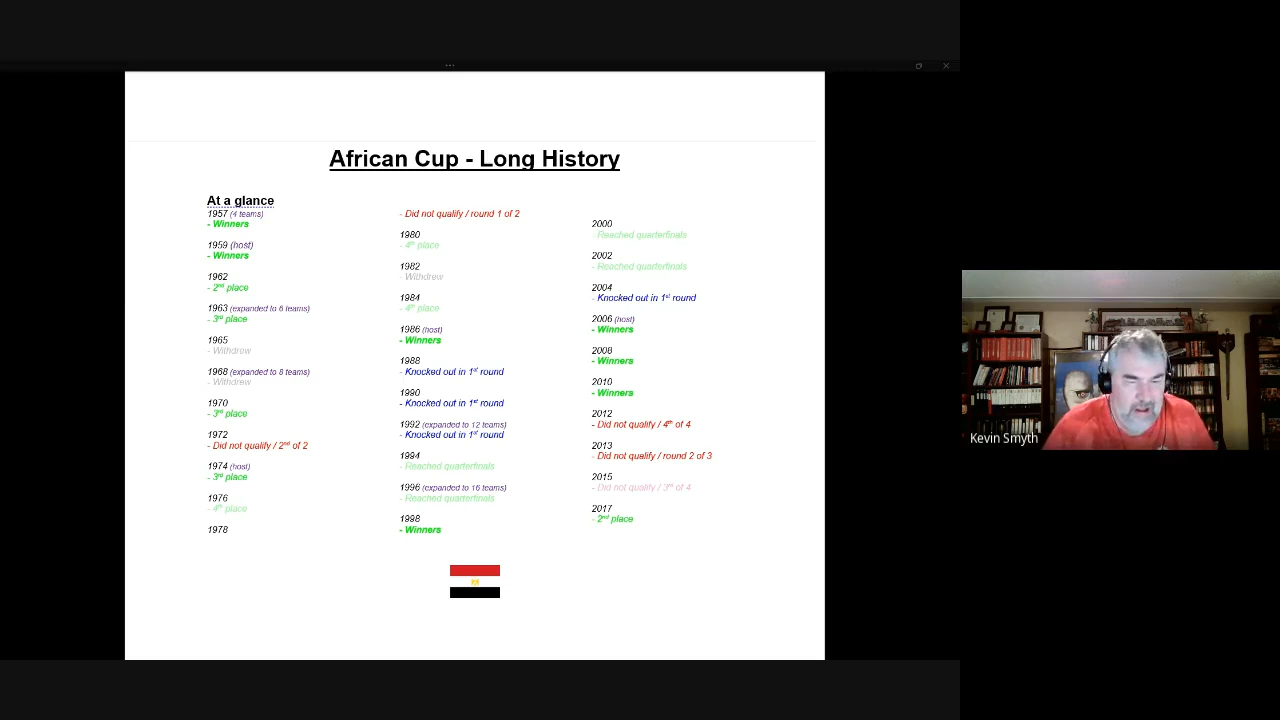 African Cup - Long History
At a glance
1957 (4 teams)
- Winners
1959 (host)
- Winners
1962
- 2nd place
1963 (expanded to 6 teams)
- 3rd place
1965
- Withdrew
1968 (expanded to 8 teams)
- Withdrew
1970
- 3rd place
1972
- Did not qualify / 2nd of 2
1974 (host)
- 3rd place
1976
- 4th place
1978
- Did not qualify / round 1 of 2
1980
- 4th place
1982
- Withdrew
1984
- 4th place
1986 (host)
- Winners
1988
- Knocked out in 1st round
1990
- Knocked out in 1st round
1992 (expanded to 12 teams)
- Knocked out in 1st round
1994
- Reached quarterfinals
1996 (expanded to 16 teams)
- Reached quarterfinals
1998
- Winners
2000
- Reached quarterfinals
2002
- Reached quarterfinals
2004
- Knocked out in 1st round
2006 (host)
- Winners
2008
- Winners
2010
- Winners
2012
- Did not qualify / 4th of 4
2013
- Did not qualify / round 2 of 3
2015
- Did not qualify / 3rd of 4
2017
- 2nd place
Kevin Smyth